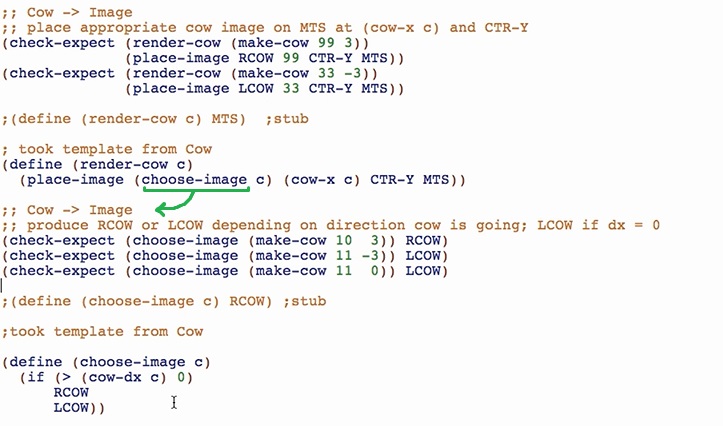 ;; Cow -> Image
;; place appropriate cow image on MTS at (cow-x c) and CTR-Y
(check-expect (render-cow (make-cow 99 3))
              (place-image RCOW 99 CTR-Y MTS))
(check-expect (render-cow (make-cow 33 -3))
              (place-image LCOW 33 CTR-Y MTS))
;(define (render-cow c) MTS)  ;stub
; took template from Cow
(define (render-cow c)
  (place-image (choose-image c) (cow-x c) CTR-Y MTS))
;; Cow -> Image
;; produce RCOW or LCOW depending on direction cow is going; LCOW if dx = 0
(check-expect (choose-image (make-cow 10  3)) RCOW)
(check-expect (choose-image (make-cow 11 -3)) LCOW)
(check-expect (choose-image (make-cow 11  0)) LCOW)
;(define (choose-image c) RCOW) ;stub
;took template from Cow
(define (choose-image c)
  (if (> (cow-dx c) 0)
      RCOW
      LCOW))